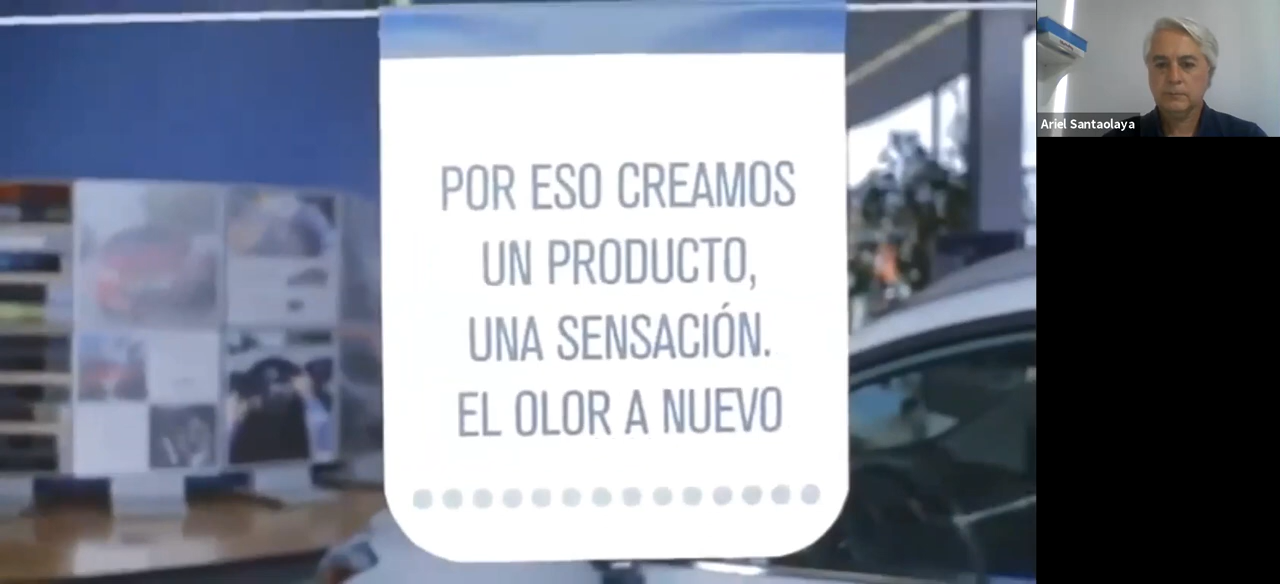 POR ESO CREAMOS
UN PRODUCTO,
UNA SENSACIÓN.
EL OLOR A NUEVO
Ariel Santaolaya